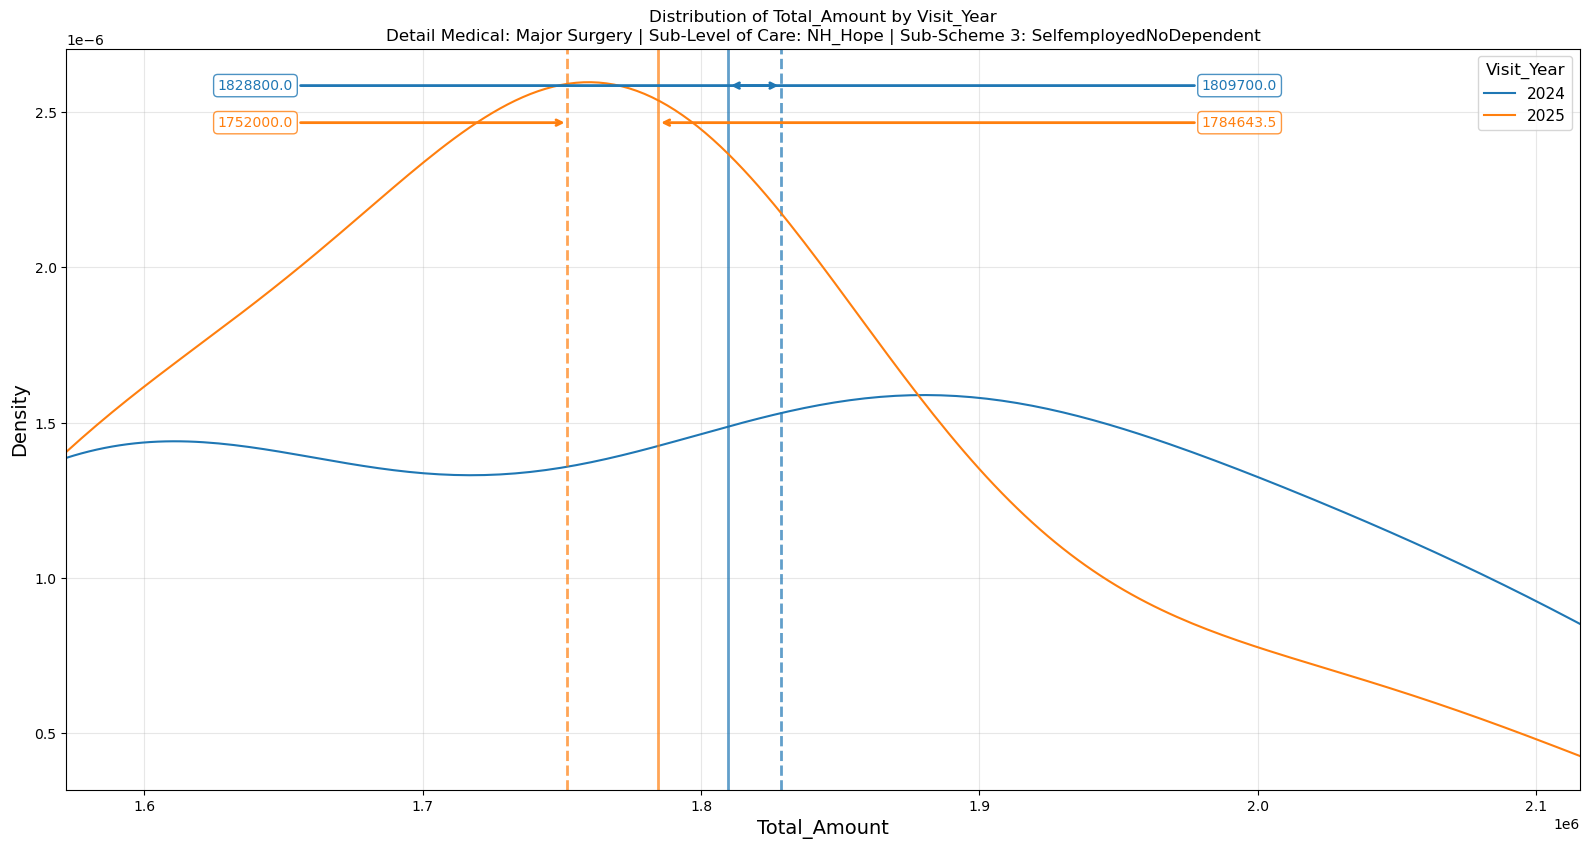 Distribution of Total_Amount by Visit_Year
Detail Medical: Major Surgery | Sub-Level of Care: NH_Hope | Sub-Scheme 3: SelfemployedNoDependent
1e−6
Visit_Year
2024
2025
1828800.0
1809700.0
1752000.0
1784643.5
2.5
2.0
1.5
1.0
0.5
Density
1.6
1.7
1.8
1.9
2.0
2.1
1e6
Total_Amount